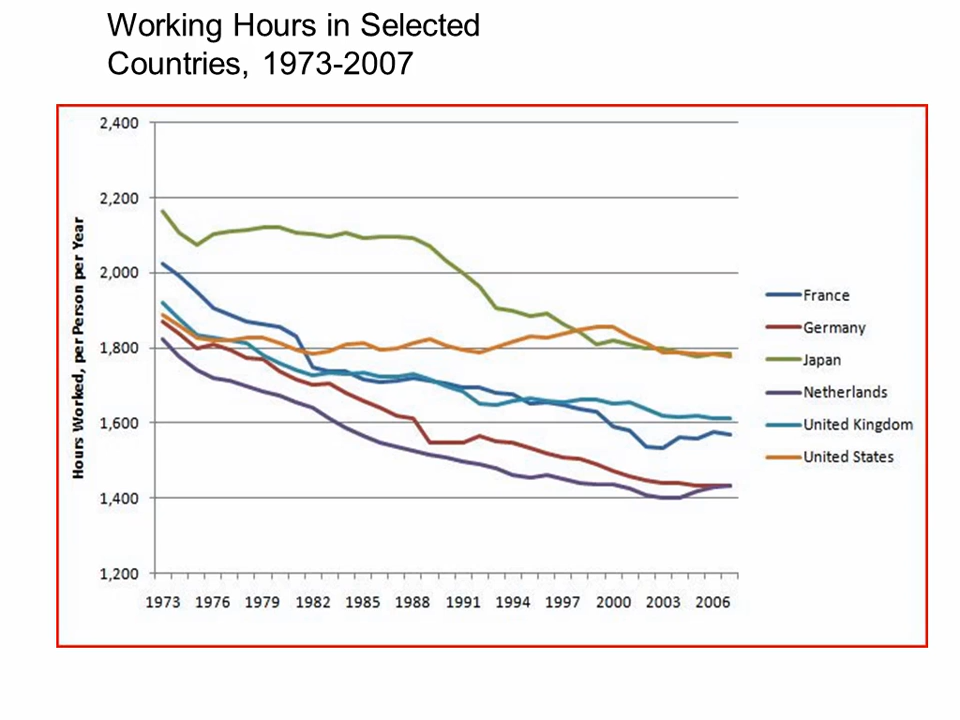 Working Hours in Selected
Countries, 1973-2007
2,400
2,200
2,000
1,800
1,600
1,400
1,200
Hours Worked, per Person per Year
1973 1976 1979 1982 1985 1988 1991 1994 1997 2000 2003 2006
France
Germany
Japan
Netherlands
United Kingdom
United States